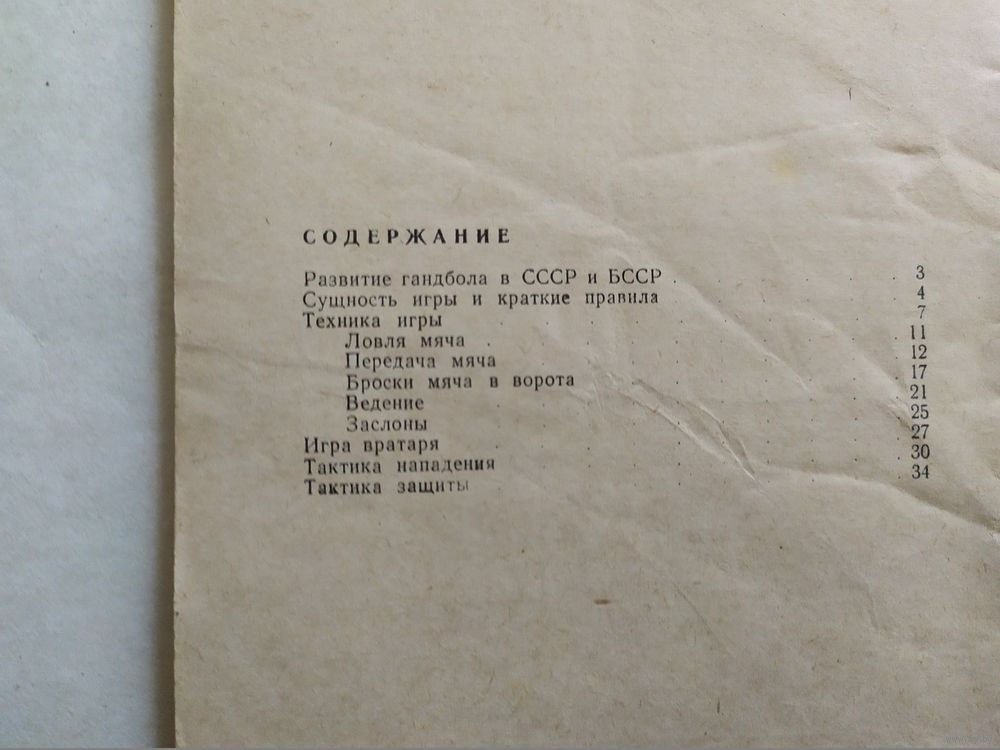 СОДЕРЖАНИЕ
Развитие гандбола в СССР и БССР . . . . . 3
Сущность игры и краткие правила . . . . . 4
Техника игры . . . . . 7
Ловля мяча . . . . . 11
Передача мяча . . . . . 12
Броски мяча в ворота . . . . . 17
Ведение . . . . . 21
Заслоны . . . . . 25
Игра вратаря . . . . . 27
Тактика нападения . . . . . 30
Тактика защиты . . . . . 34